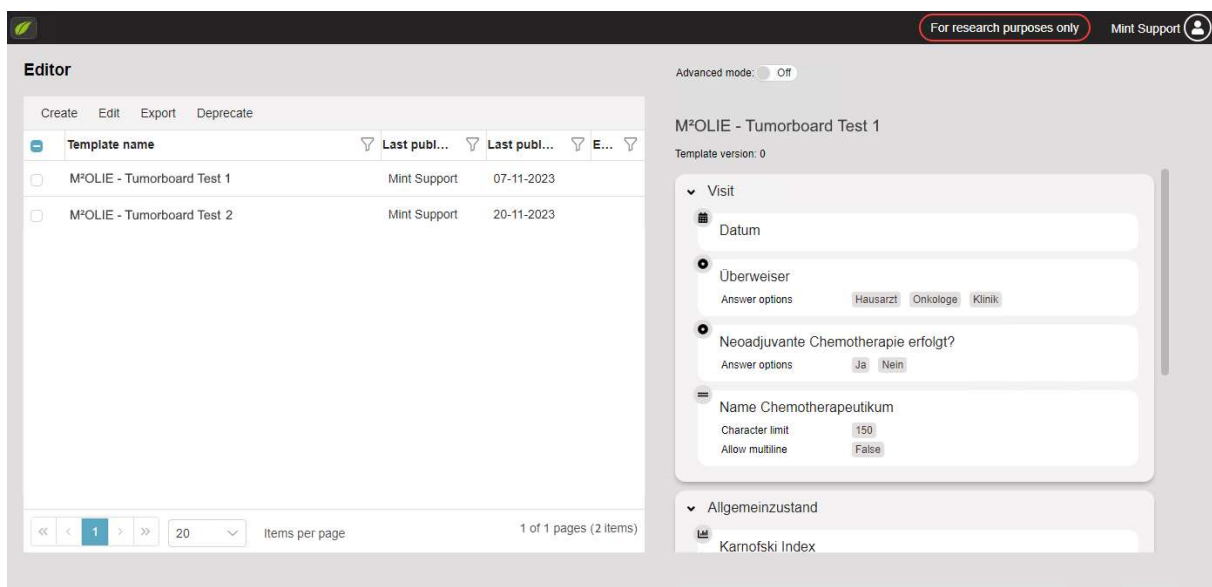 For research purposes only
Mint Support
Editor
Create Edit Export Deprecate
Template name Last publ... Last publ... E...
M²OLIE - Tumorboard Test 1 Mint Support 07-11-2023
M²OLIE - Tumorboard Test 2 Mint Support 20-11-2023
« < 1 > » 20 Items per page 1 of 1 pages (2 items)
Advanced mode: Off
M²OLIE - Tumorboard Test 1
Template version: 0
Visit
Datum
Überweiser
Answer options Hausarzt Onkologe Klinik
Neoadjuvante Chemotherapie erfolgt?
Answer options Ja Nein
Name Chemotherapeutikum
Character limit 150
Allow multiline False
Allgemeinzustand
Karnofski Index